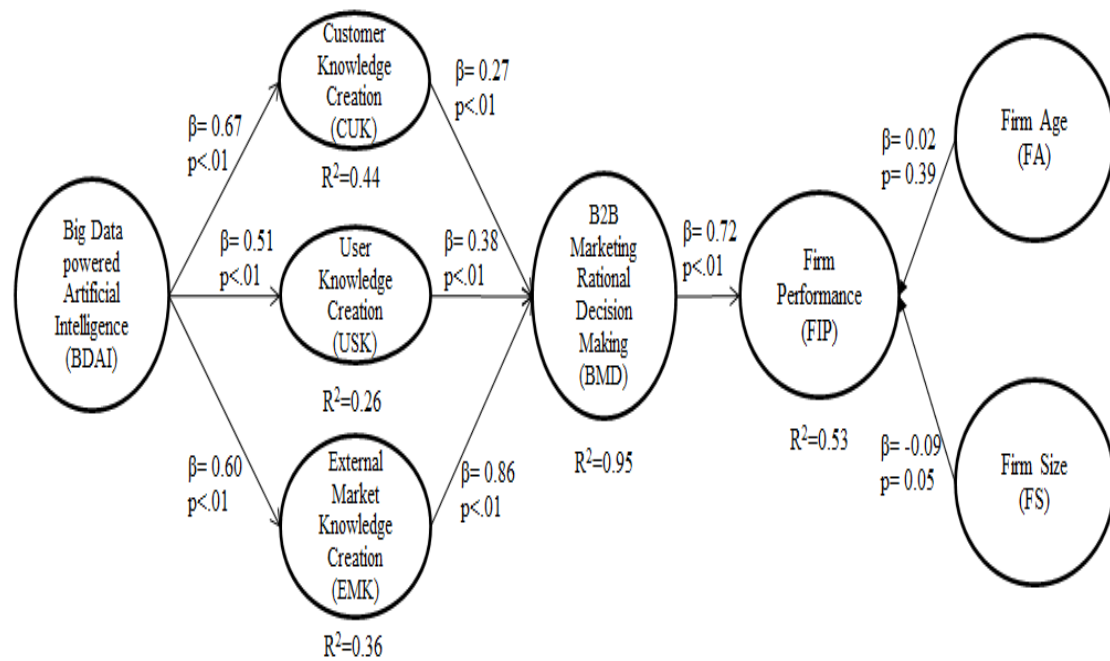 Big Data
powered
Artificial
Intelligence
(BDAI)
β= 0.67
p<.01
β= 0.51
p<.01
β= 0.60
p<.01
Customer
Knowledge
Creation
(CUK)
R²=0.44
User
Knowledge
Creation
(USK)
R²=0.26
External
Market
Knowledge
Creation
(EMK)
R²=0.36
β= 0.27
p<.01
β= 0.38
p<.01
β= 0.86
p<.01
B2B
Marketing
Rational
Decision
Making
(BMD)
R²=0.95
β= 0.72
p<.01
Firm
Performance
(FIP)
R²=0.53
β= 0.02
p= 0.39
β= -0.09
p= 0.05
Firm Age
(FA)
Firm Size
(FS)